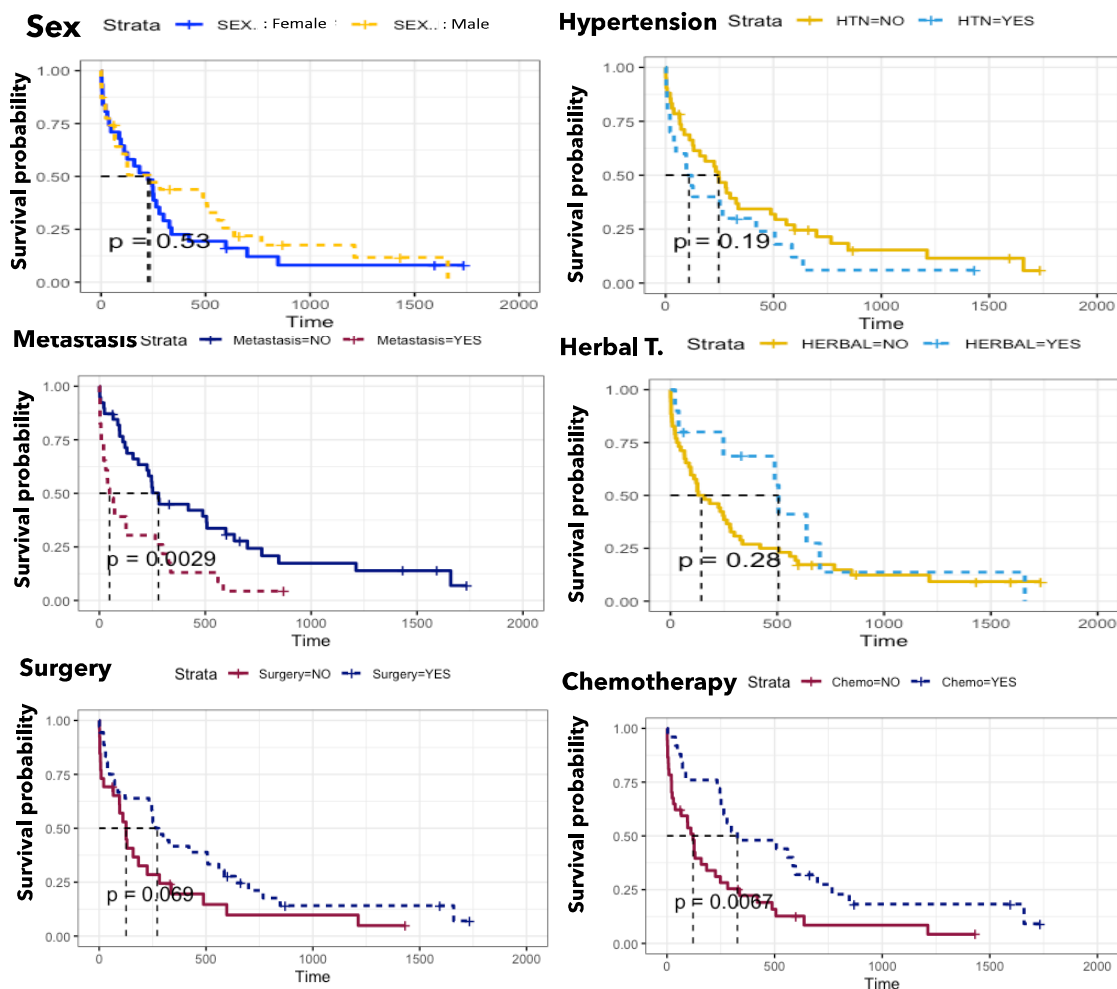 Sex Strata SEX. : Female SEX.. : Male
Survival probability
1.00
0.75
0.50
0.25
0.00
p = 0.53
0 500 1000 1500 2000
Time
Hypertension Strata HTN=NO HTN=YES
Survival probability
1.00
0.75
0.50
0.25
0.00
p = 0.19
0 500 1000 1500 2000
Time
Metastasis Strata Metastasis=NO Metastasis=YES
Survival probability
1.00
0.75
0.50
0.25
0.00
p = 0.0029
0 500 1000 1500 2000
Time
Herbal T. Strata HERBAL=NO HERBAL=YES
Survival probability
1.00
0.75
0.50
0.25
0.00
p = 0.28
0 500 1000 1500 2000
Time
Surgery Strata Surgery=NO Surgery=YES
Survival probability
1.00
0.75
0.50
0.25
0.00
p = 0.069
0 500 1000 1500 2000
Time
Chemotherapy Strata Chemo=NO Chemo=YES
Survival probability
1.00
0.75
0.50
0.25
0.00
p = 0.0067
0 500 1000 1500 2000
Time